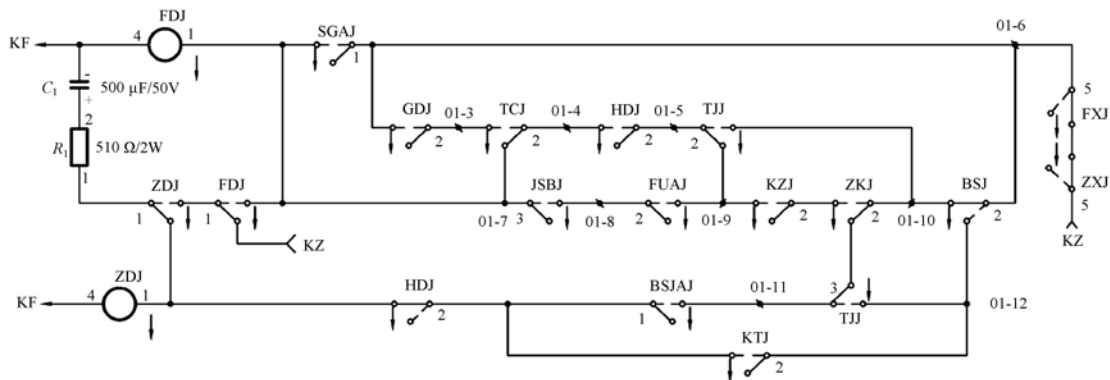 FDJ
KF
4
1
SGAJ
1
01-6
C₁
-
+
500 μF/50V
5
FXJ
GDJ
2
01-3
TCJ
2
01-4
HDJ
2
01-5
TJJ
2
2
R₁
510 Ω/2W
1
ZXJ
5
KZ
ZDJ
1
FDJ
1
KZ
01-7
JSBJ
3
01-8
FUAJ
2
01-9
KZJ
2
ZKJ
2
01-10
BSJ
2
ZDJ
KF
4
1
HDJ
2
BSJAJ
1
01-11
3
TJJ
01-12
KTJ
2